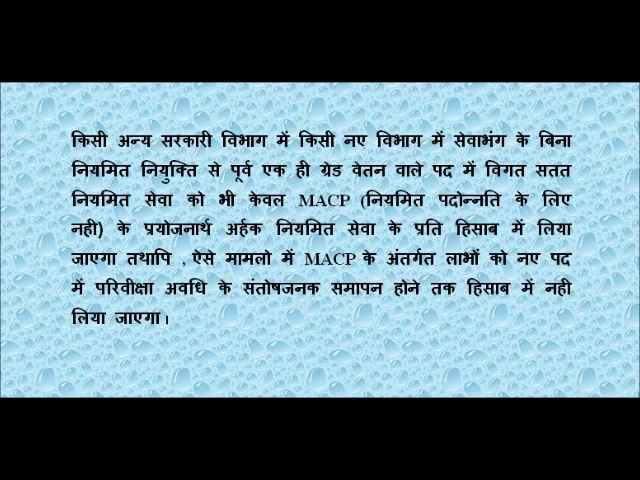 किसी अन्य सरकारी विभाग में किसी नए विभाग में सेवाभंग के बिना
नियमित नियुक्ति से पूर्व एक ही ग्रेड वेतन वाले पद में विगत सतत
नियमित सेवा को भी केवल MACP (नियमित पदोन्नति के लिए
नही) के प्रयोजनार्थ अर्हक नियमित सेवा के प्रति हिसाब में लिया
जाएगा तथापि , ऐसे मामलो में MACP के अंतर्गत लाभों को नए पद
में परिवीक्षा अवधि के संतोषजनक समापन होने तक हिसाब में नही
लिया जाएगा।